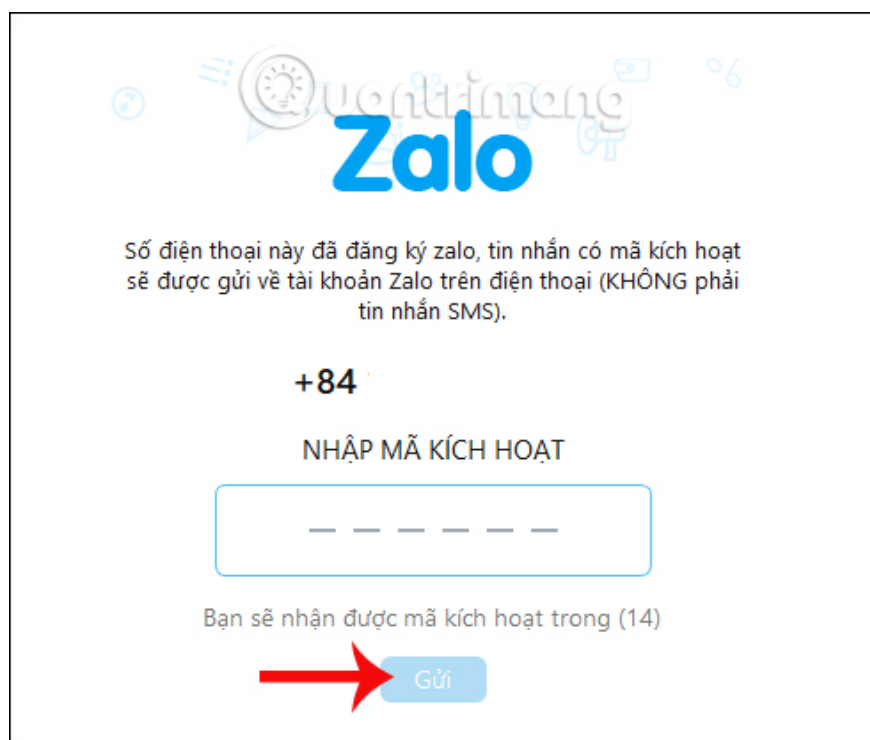 Quantrimang
Zalo
Số điện thoại này đã đăng ký zalo, tin nhắn có mã kích hoạt
sẽ được gửi về tài khoản Zalo trên điện thoại (KHÔNG phải
tin nhắn SMS).
+84
NHẬP MÃ KÍCH HOẠT
Bạn sẽ nhận được mã kích hoạt trong (14)
Gửi